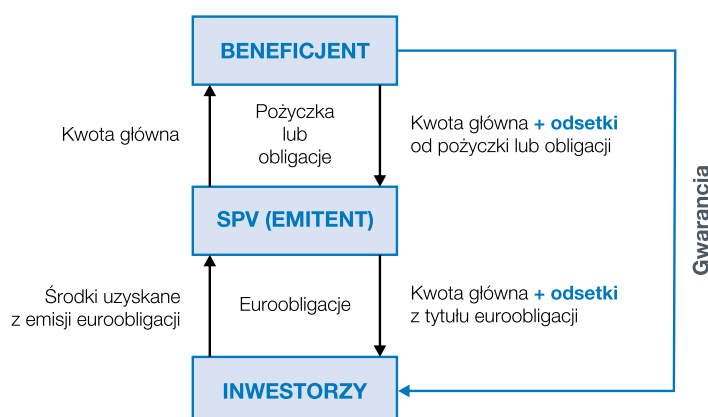 BENEFICJENT
Kwota główna
Pożyczka
lub
obligacje
Kwota główna + odsetki
od pożyczki lub obligacji
Gwarancja
SPV (EMITENT)
Środki uzyskane
z emisji euroobligacji
Euroobligacje
Kwota główna + odsetki
z tytułu euroobligacji
INWESTORZY